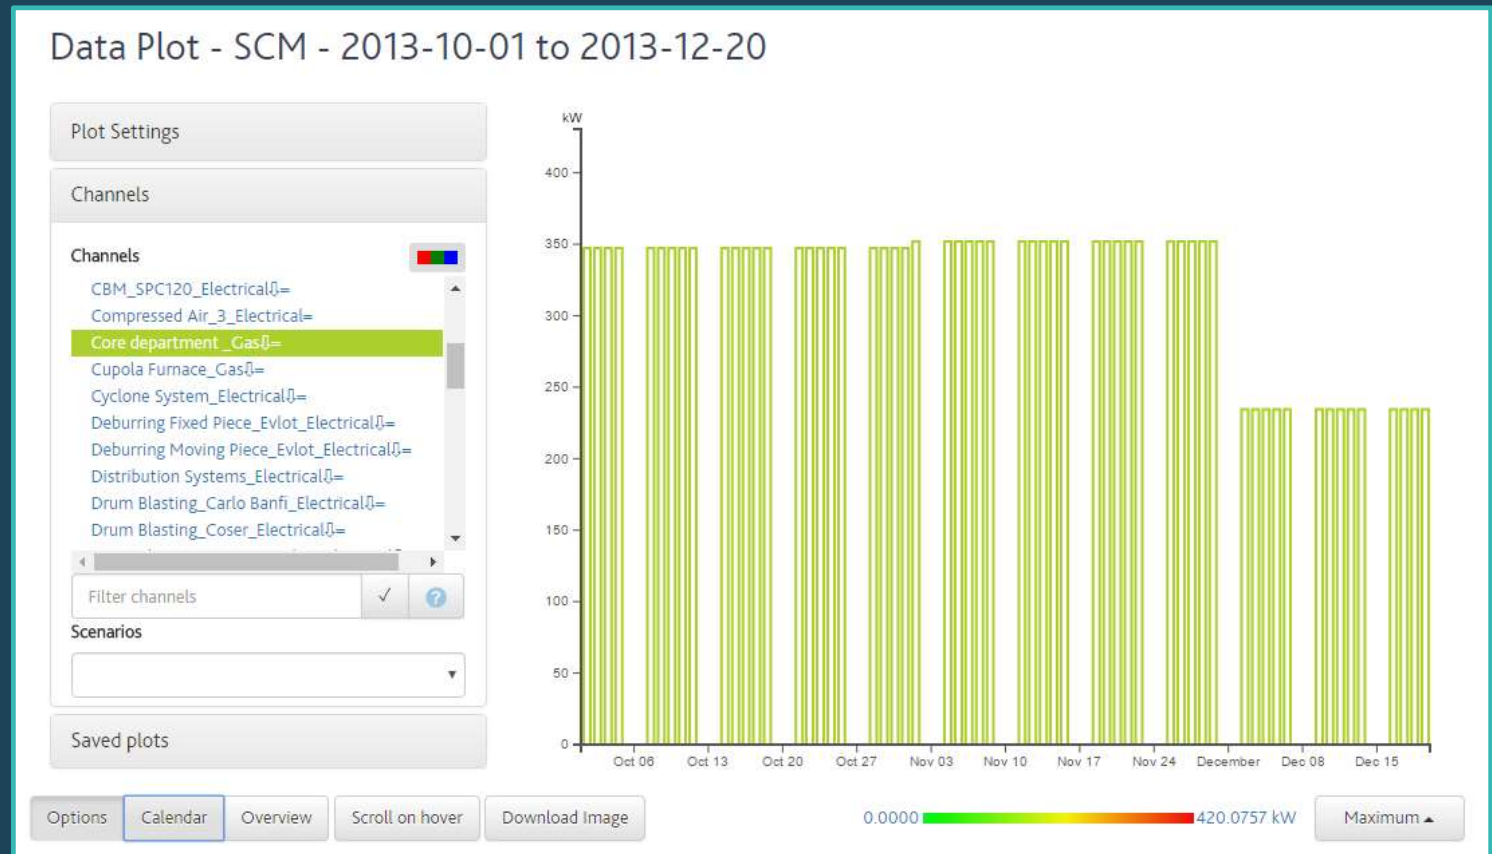 Data Plot - SCM - 2013-10-01 to 2013-12-20
Plot Settings
Channels
Channels
CBM_SPC120_Electrical⇩=
Compressed Air_3_Electrical=
Core department _Gas⇩=
Cupola Furnace_Gas⇩=
Cyclone System_Electrical⇩=
Deburring Fixed Piece_Evlot_Electrical⇩=
Deburring Moving Piece_Evlot_Electrical⇩=
Distribution Systems_Electrical⇩=
Drum Blasting_Carlo Banfi_Electrical⇩=
Drum Blasting_Coser_Electrical⇩=
Filter channels ✓ ?
Scenarios
Saved plots
kW
400
350
300
250
200
150
100
50
0
Oct 06 Oct 13 Oct 20 Oct 27 Nov 03 Nov 10 Nov 17 Nov 24 December Dec 08 Dec 15
Options Calendar Overview Scroll on hover Download Image 0.0000 420.0757 kW Maximum